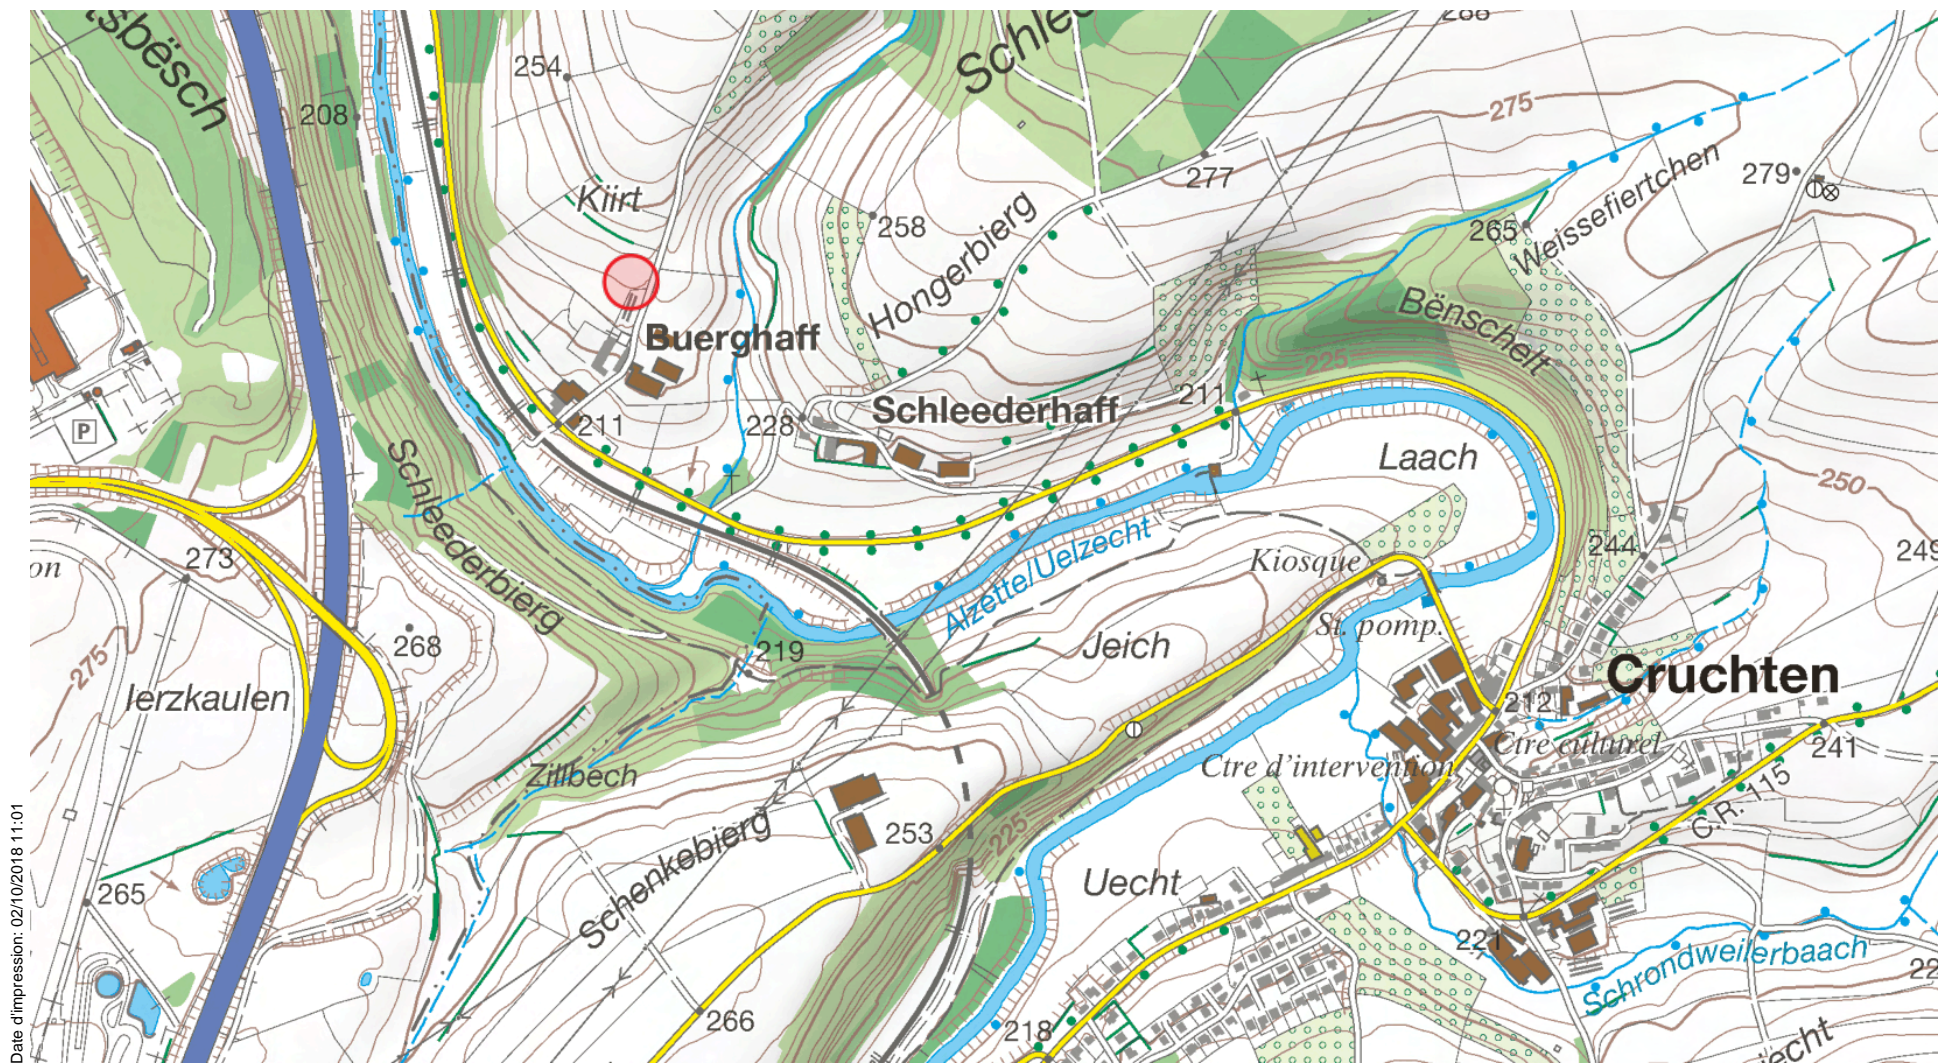 288
254
208
275
277
279
Kiirt
258
Hongerbierg
265
Weissefiertchen
Buerghaff
Bënschelt
225
211
Schleederhaff
211
228
P
Laach
Schleederbierg
250
273
244
249
Kiosque
Alzette/Uelzecht
St. pomp.
268
219
Jeich
275
Ierzkaulen
Cruchten
212
Ctre culturel
241
Ctre d'intervention
Zillbech
C.R. 115
253
225
Schenkebierg
265
Uecht
221
Schrondweilerbaach
266
218
Date d'impression: 02/10/2018 11:01